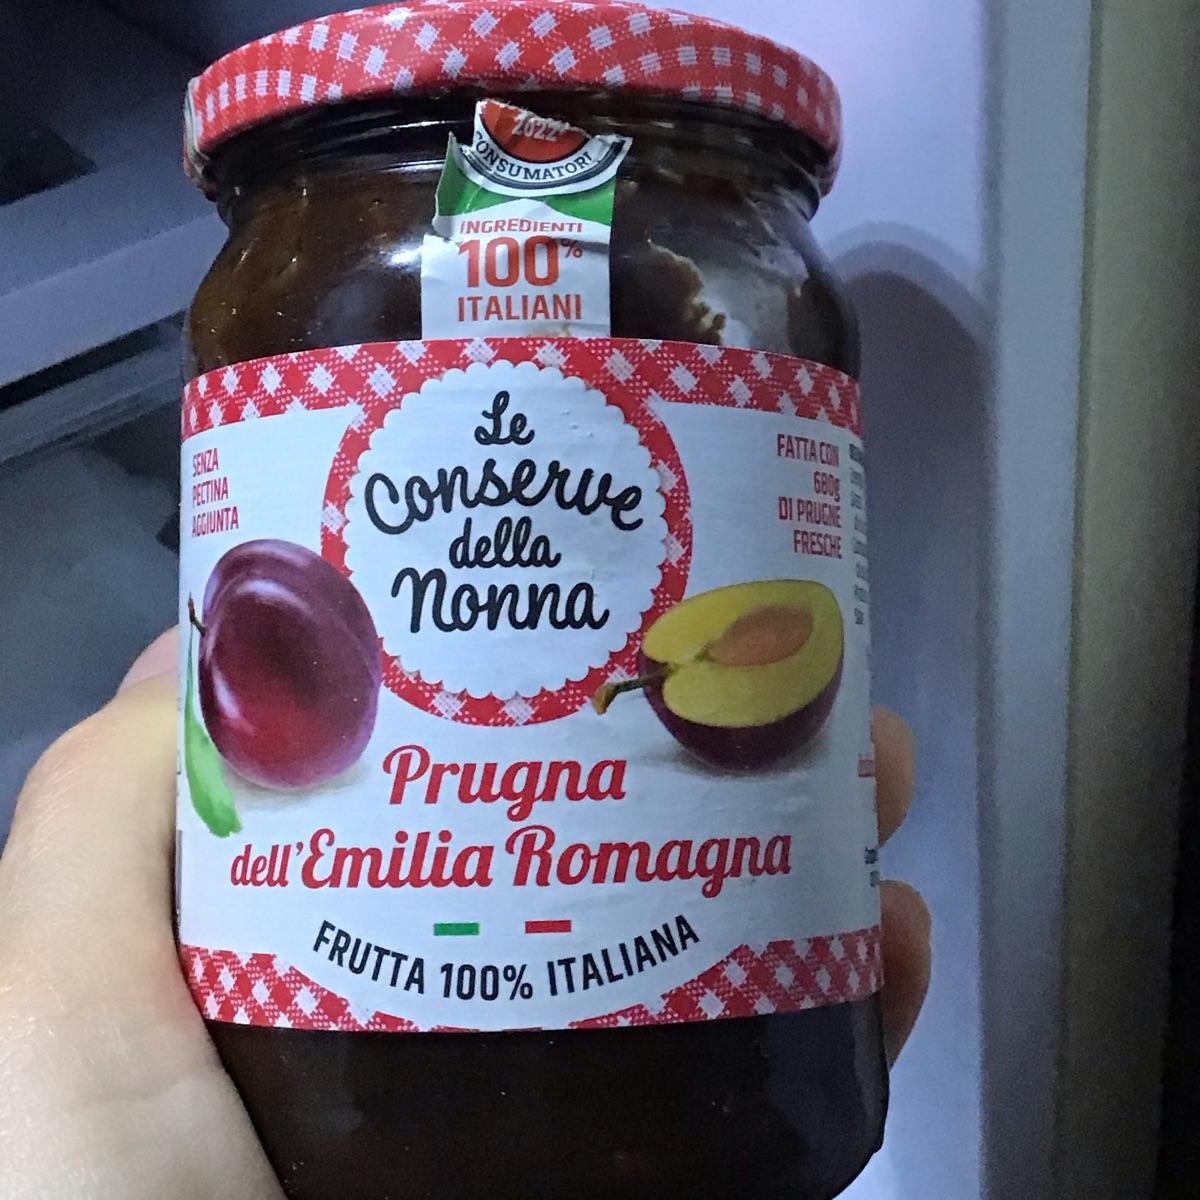 2022
CONSUMATORI
INGREDIENTI
100%
ITALIANI
SENZA
PECTINA
AGGIUNTA
Le
Conserve
della
Nonna
FATTA CON
680g
DI PRUGNE
FRESCHE
Prugna
dell'Emilia Romagna
FRUTTA 100% ITALIANA